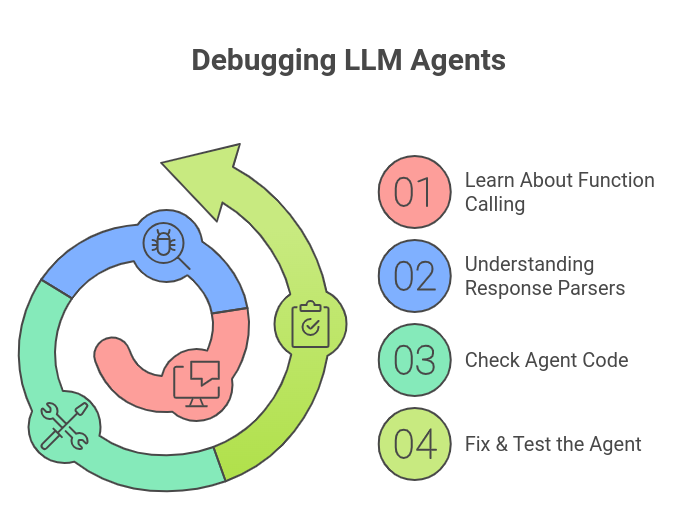 Debugging LLM Agents
01
Learn About Function
Calling
02
Understanding
Response Parsers
03
Check Agent Code
04
Fix & Test the Agent